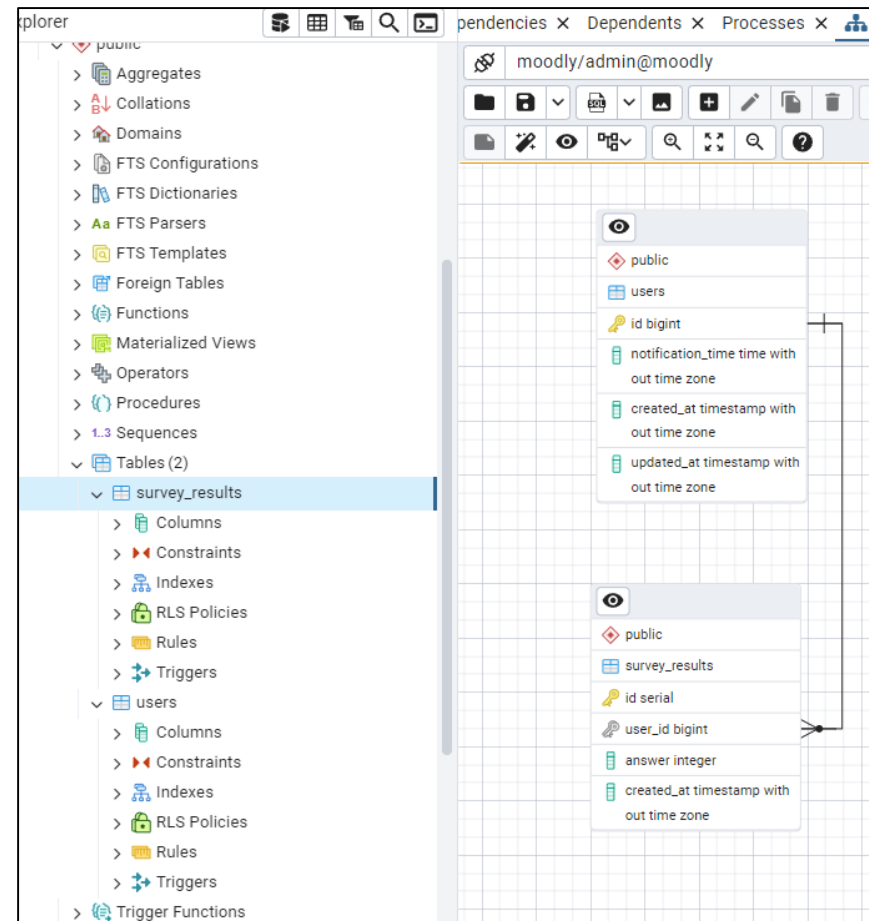 xplorer
public
Aggregates
Collations
Domains
FTS Configurations
FTS Dictionaries
Aa FTS Parsers
FTS Templates
Foreign Tables
Functions
Materialized Views
Operators
Procedures
1..3 Sequences
Tables (2)
survey_results
Columns
Constraints
Indexes
RLS Policies
Rules
Triggers
users
Columns
Constraints
Indexes
RLS Policies
Rules
Triggers
Trigger Functions
pendencies × Dependents × Processes ×
moodly/admin@moodly
SQL
public
users
id bigint
notification_time time with
out time zone
created_at timestamp with
out time zone
updated_at timestamp with
out time zone
public
survey_results
id serial
user_id bigint
answer integer
created_at timestamp with
out time zone